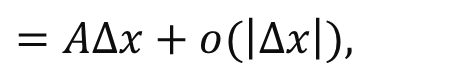 = AΔx + o(|Δx|),